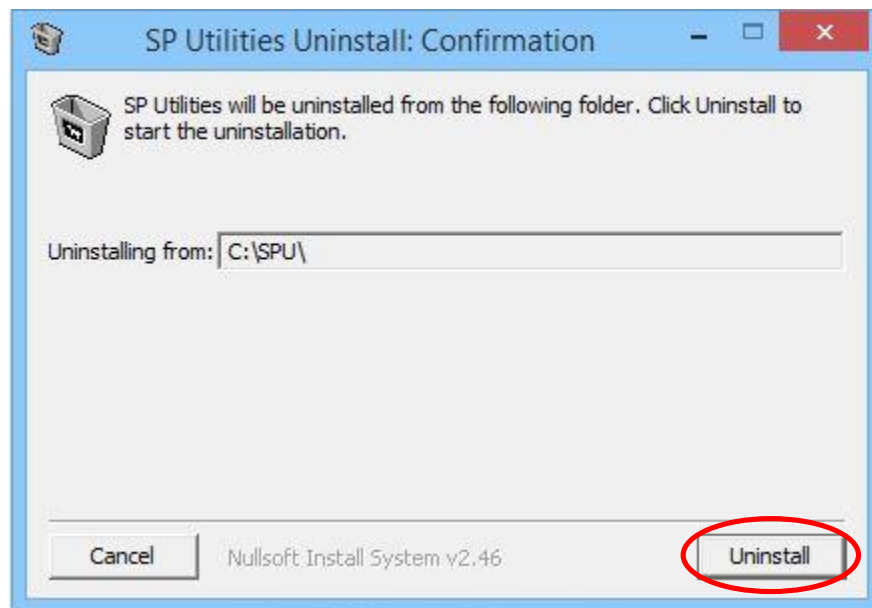 SP Utilities Uninstall: Confirmation
SP Utilities will be uninstalled from the following folder. Click Uninstall to
start the uninstallation.
Uninstalling from: C:\SPU\
Cancel Nullsoft Install System v2.46 Uninstall